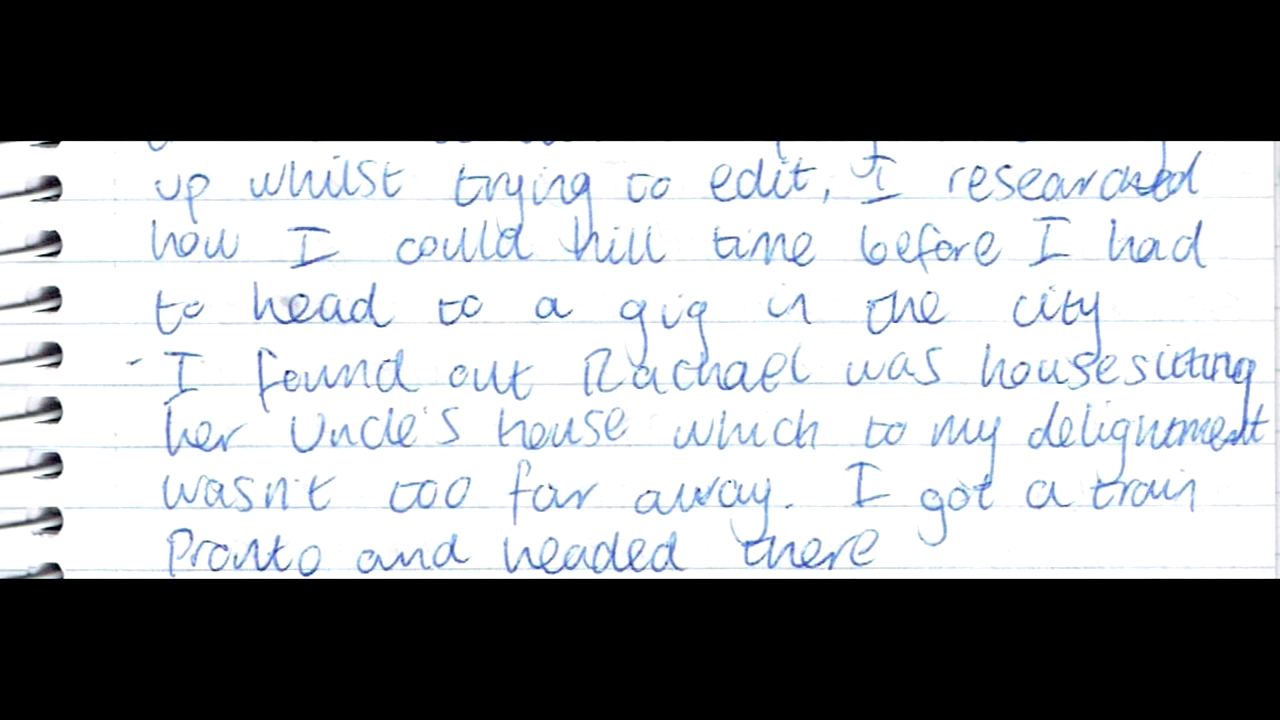 up whilst trying to edit, I researched
how I could kill time before I had
to head to a gig in the city
- I found out Rachael was housesitting
her Uncle's house which to my delightment
wasn't too far away. I got a train
Pronto and headed there